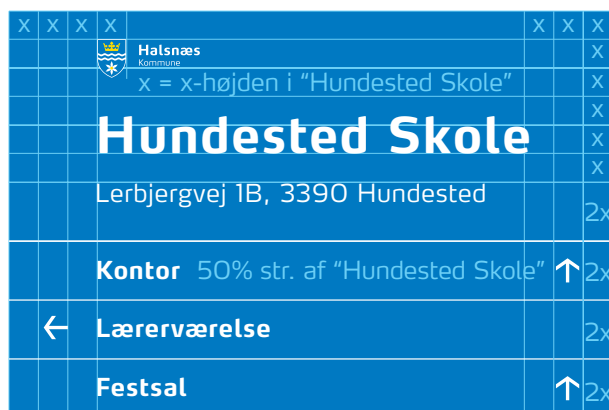 x x x x x x x
Halsnæs x
Kommune
x = x-højden i “Hundested Skole” x
x
Hundested Skole x
x
Lerbjergvej 1B, 3390 Hundested 2x
Kontor 50% str. af “Hundested Skole” ↑ 2x
← Lærerværelse 2x
Festsal ↑ 2x